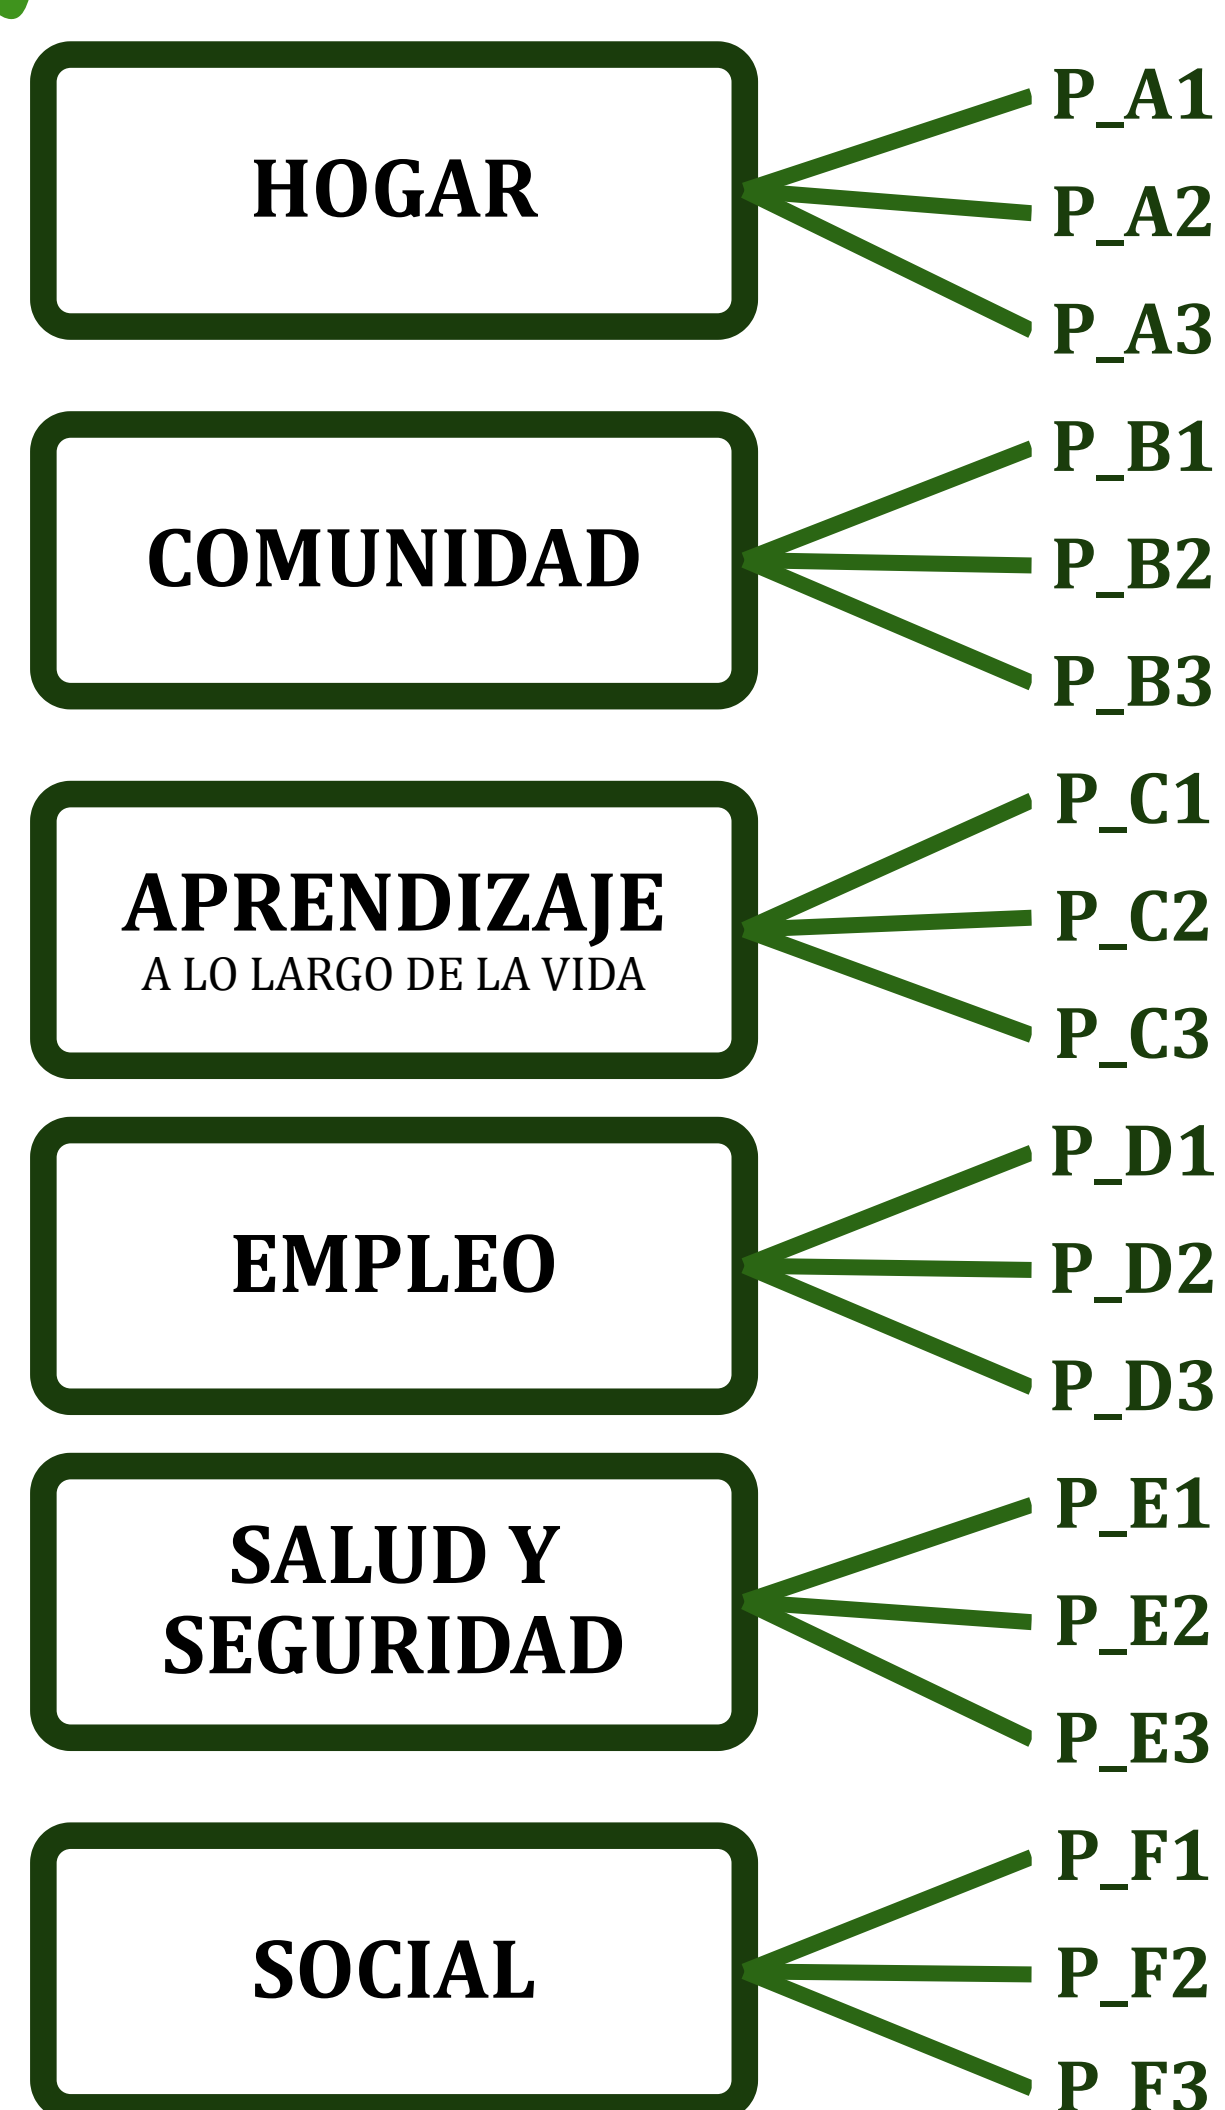 HOGAR
P_A1
P_A2
P_A3
COMUNIDAD
P_B1
P_B2
P_B3
APRENDIZAJE
A LO LARGO DE LA VIDA
P_C1
P_C2
P_C3
EMPLEO
P_D1
P_D2
P_D3
SALUD Y
SEGURIDAD
P_E1
P_E2
P_E3
SOCIAL
P_F1
P_F2
P_F3